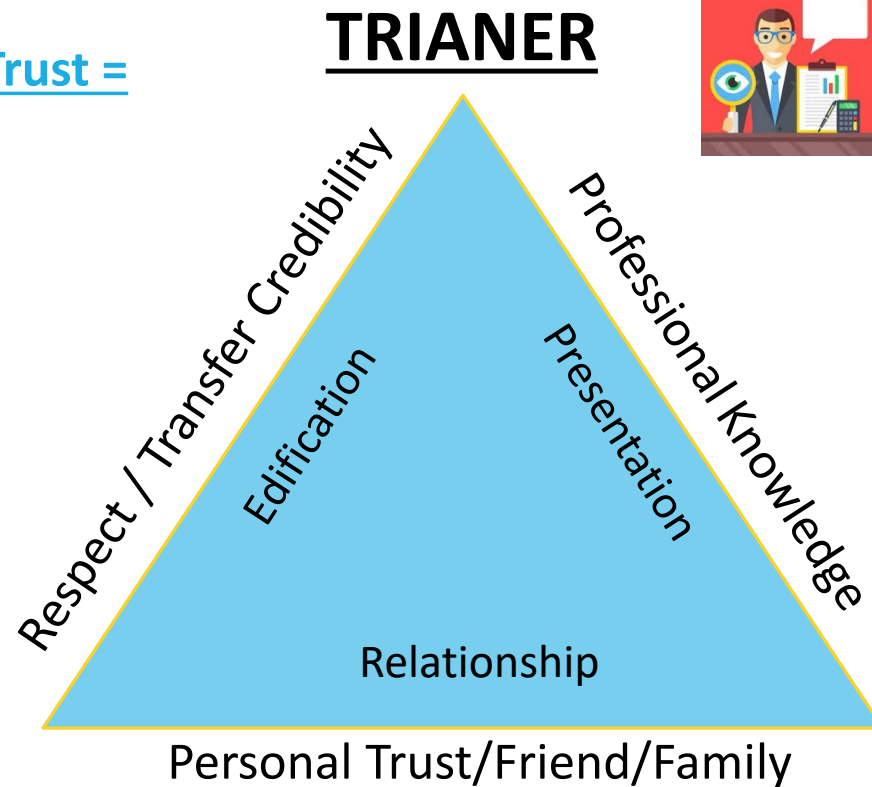 TRIANER
Trust =
Respect / Transfer Credibility
Professional Knowledge
Edification
Presentation
Relationship
Personal Trust/Friend/Family